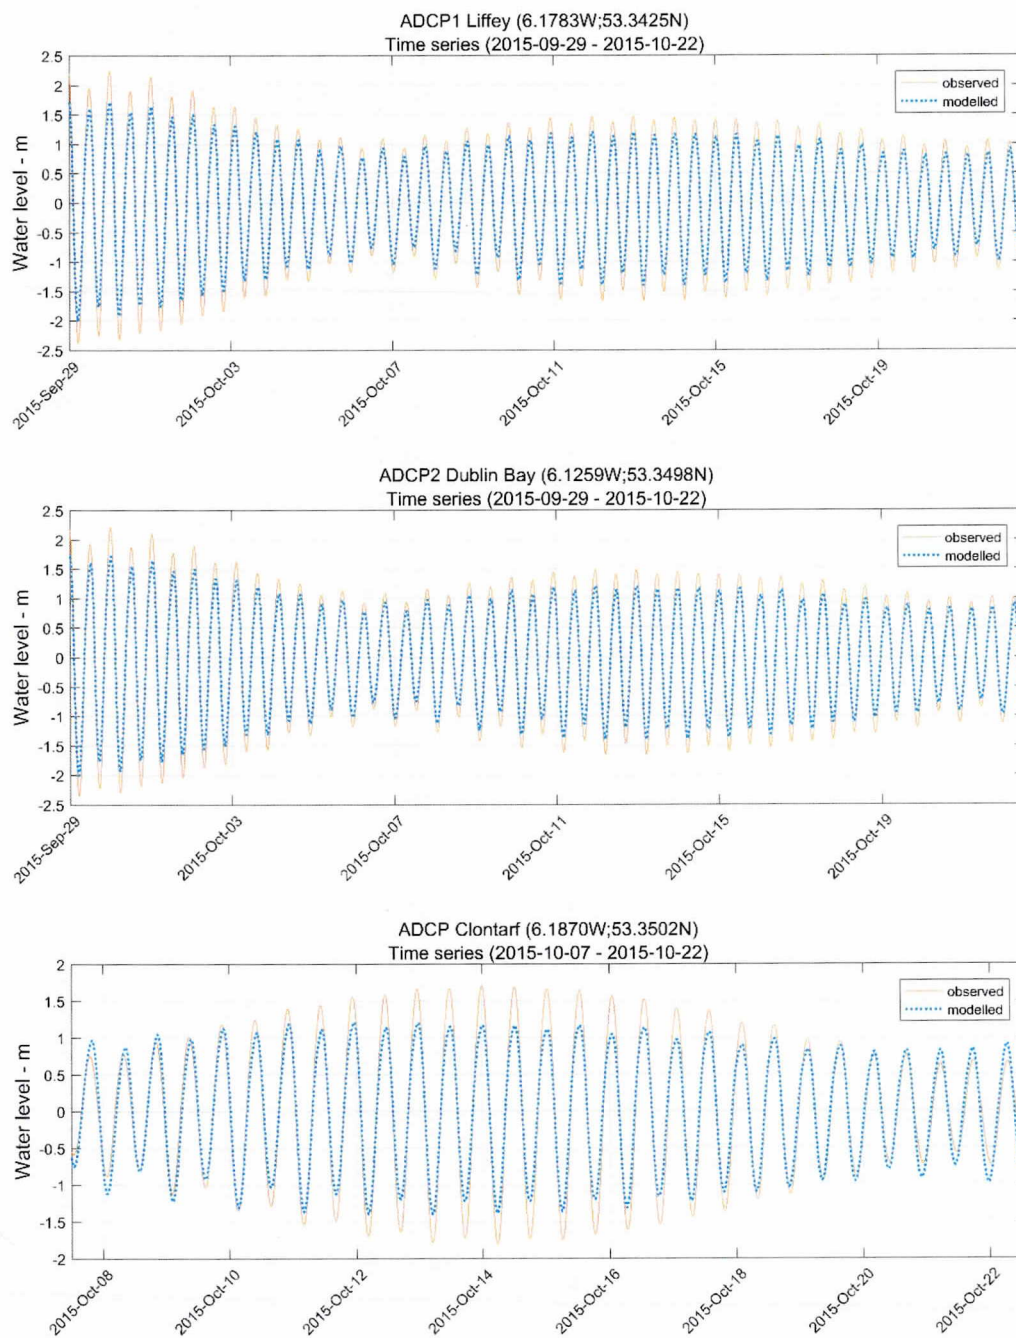 ADCP1 Liffey (6.1783W;53.3425N)
Time series (2015-09-29 - 2015-10-22)
2.5
2
1.5
1
0.5
0
-0.5
-1
-1.5
-2
-2.5
Water level - m
observed
modelled
2015-Sep-29
2015-Oct-03
2015-Oct-07
2015-Oct-11
2015-Oct-15
2015-Oct-19
ADCP2 Dublin Bay (6.1259W;53.3498N)
Time series (2015-09-29 - 2015-10-22)
2.5
2
1.5
1
0.5
0
-0.5
-1
-1.5
-2
-2.5
Water level - m
observed
modelled
2015-Sep-29
2015-Oct-03
2015-Oct-07
2015-Oct-11
2015-Oct-15
2015-Oct-19
ADCP Clontarf (6.1870W;53.3502N)
Time series (2015-10-07 - 2015-10-22)
2
1.5
1
0.5
0
-0.5
-1
-1.5
-2
Water level - m
observed
modelled
2015-Oct-08
2015-Oct-10
2015-Oct-12
2015-Oct-14
2015-Oct-16
2015-Oct-18
2015-Oct-20
2015-Oct-22